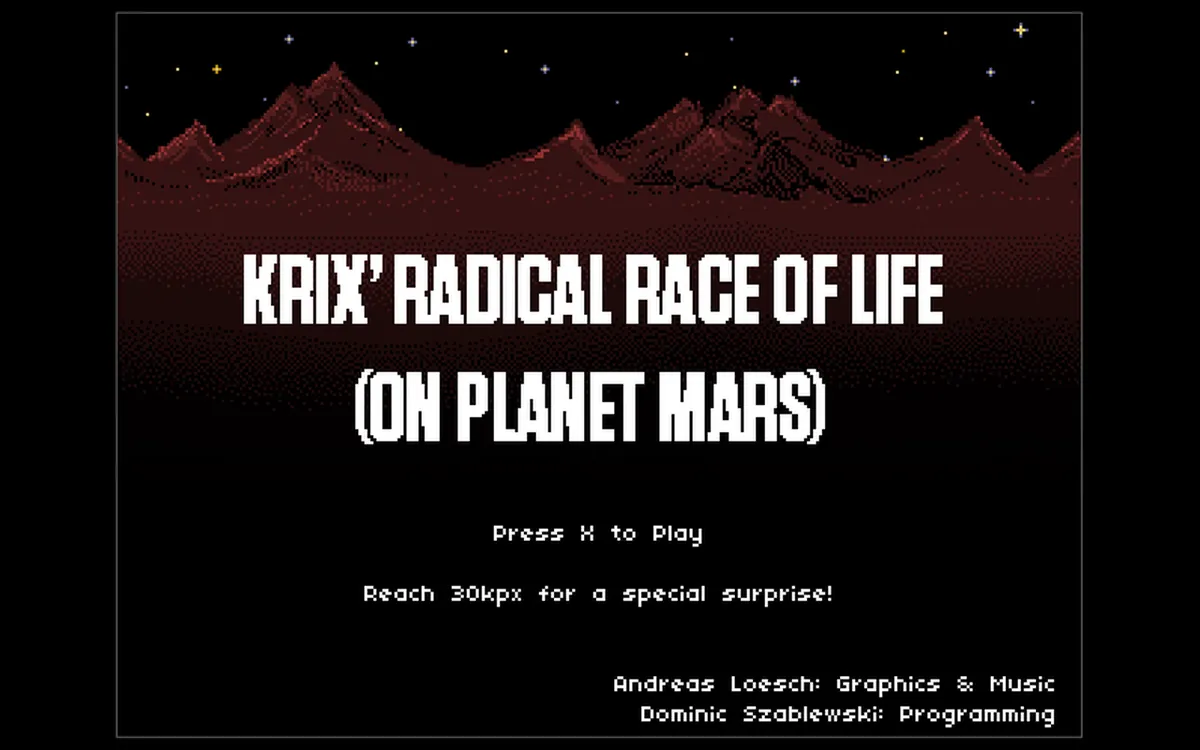 KRIX' RADICAL RACE OF LIFE
(ON PLANET MARS)
Press X to Play
Reach 30kpx for a special surprise!
Andreas Loesch: Graphics & Music
Dominic Szablewski: Programming